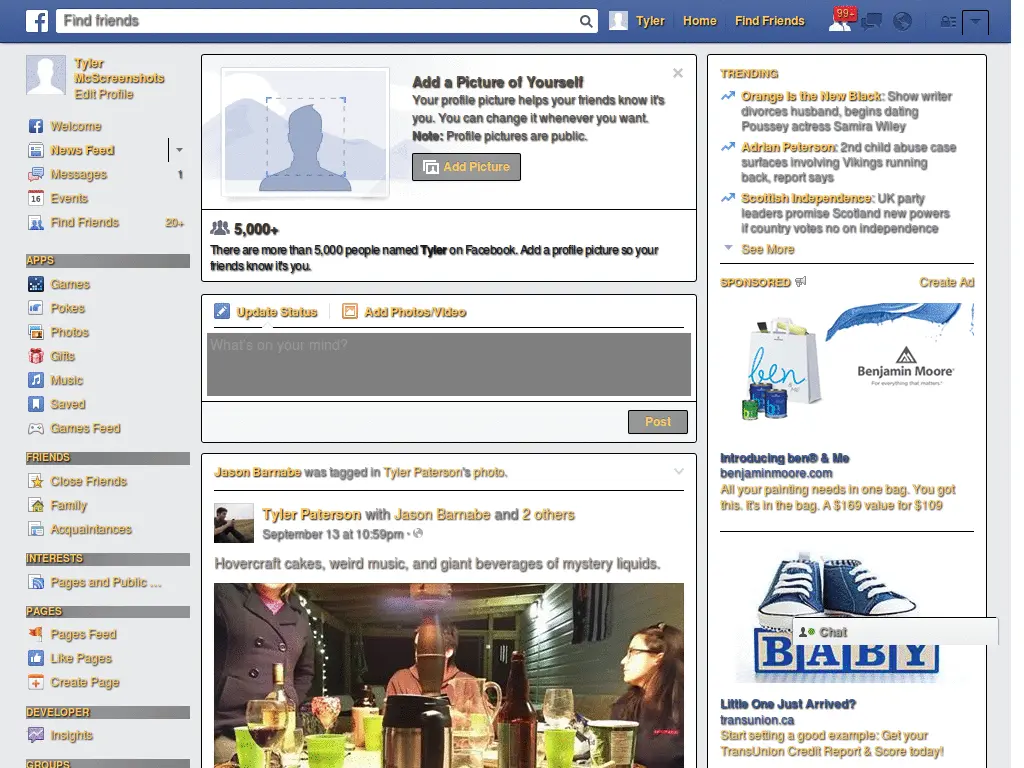 Find friends
Tyler
Home
Find Friends
99+
Tyler
McScreenshots
Edit Profile
Welcome
News Feed
Messages
1
16
Events
Find Friends
20+
APPS
Games
Pokes
Photos
Gifts
Music
Saved
Games Feed
FRIENDS
Close Friends
Family
Acquaintances
INTERESTS
Pages and Public ...
PAGES
Pages Feed
Like Pages
Create Page
DEVELOPER
Insights
GROUPS
Add a Picture of Yourself
Your profile picture helps your friends know it's
you. You can change it whenever you want.
Note: Profile pictures are public.
Add Picture
5,000+
There are more than 5,000 people named Tyler on Facebook. Add a profile picture so your
friends know it's you.
Update Status
Add Photos/Video
What's on your mind?
Post
Jason Barnabe was tagged in Tyler Paterson's photo.
Tyler Paterson with Jason Barnabe and 2 others
September 13 at 10:59pm ·
Hovercraft cakes, weird music, and giant beverages of mystery liquids.
TRENDING
Orange Is the New Black: Show writer
divorces husband, begins dating
Poussey actress Samira Wiley
Adrian Peterson: 2nd child abuse case
surfaces involving Vikings running
back, report says
Scottish Independence: UK party
leaders promise Scotland new powers
if country votes no on independence
See More
SPONSORED
Create Ad
ben
& ME
Benjamin Moore®
For everything that matters.™
Introducing ben® & Me
benjaminmoore.com
All your painting needs in one bag. You got
this. It's in the bag. A $169 value for $109
Chat
BABY
Little One Just Arrived?
transunion.ca
Start setting a good example: Get your
TransUnion Credit Report & Score today!